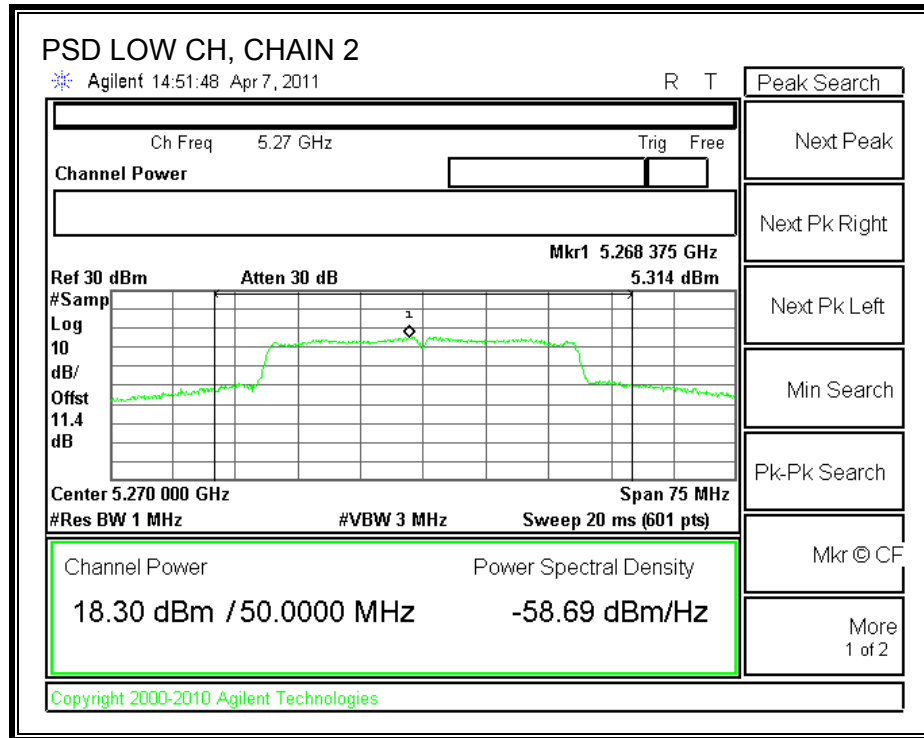 PSD LOW CH, CHAIN 2
Agilent 14:51:48 Apr 7, 2011 R T
Peak Search
Ch Freq 5.27 GHz Trig Free
Channel Power
Next Peak
Next Pk Right
Mkr1 5.268 375 GHz
Ref 30 dBm Atten 30 dB 5.314 dBm
#Samp
Log
10
dB/
Offst
11.4
dB
1
Next Pk Left
Min Search
Pk-Pk Search
Center 5.270 000 GHz Span 75 MHz
#Res BW 1 MHz #VBW 3 MHz Sweep 20 ms (601 pts)
Channel Power Power Spectral Density
18.30 dBm / 50.0000 MHz -58.69 dBm/Hz
Mkr © CF
More
1 of 2
Copyright 2000-2010 Agilent Technologies